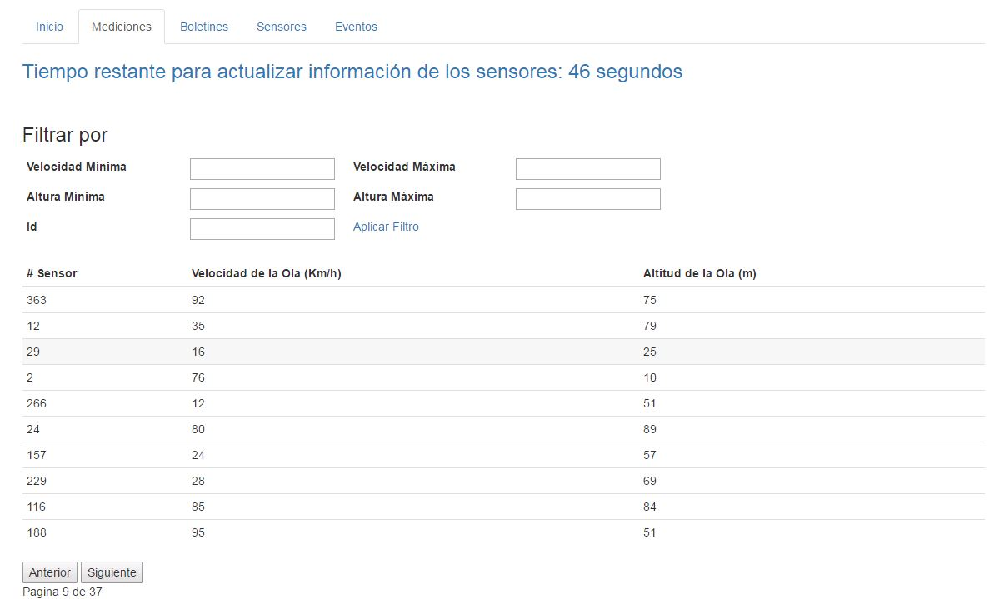 Inicio Mediciones Boletines Sensores Eventos
Tiempo restante para actualizar información de los sensores: 46 segundos
Filtrar por
Velocidad Mínima Velocidad Máxima
Altura Mínima Altura Máxima
Id Aplicar Filtro
# Sensor Velocidad de la Ola (Km/h) Altitud de la Ola (m)
363 92 75
12 35 79
29 16 25
2 76 10
266 12 51
24 80 89
157 24 57
229 28 69
116 85 84
188 95 51
Anterior Siguiente
Pagina 9 de 37